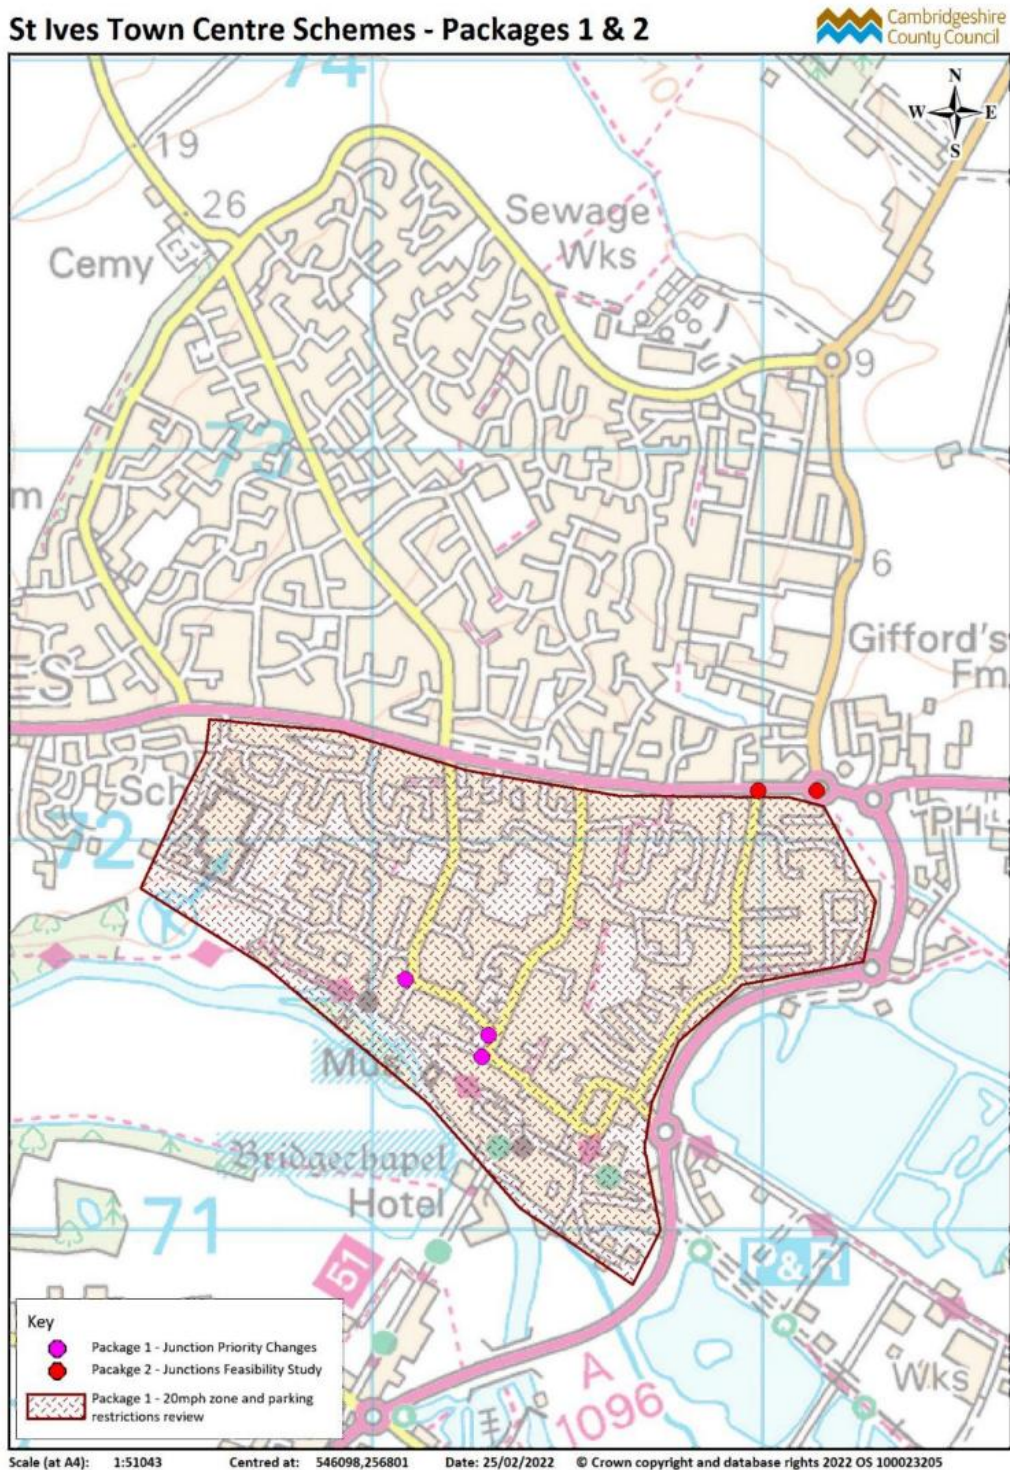 St Ives Town Centre Schemes - Packages 1 & 2
Cambridgeshire
County Council
74
10
N
W E
S
19
26
Sewage
Wks
Cemy
9
73
m
6
Gifford's
Fm
ES
Sch
72
PH
Mus
Bridgechapel
Hotel
71
51
P&R
A
1096
Wks
Key
Package 1 - Junction Priority Changes
Pacakge 2 - Junctions Feasibility Study
Package 1 - 20mph zone and parking
restrictions review
Scale (at A4): 1:51043 Centred at: 546098,256801 Date: 25/02/2022 © Crown copyright and database rights 2022 OS 100023205